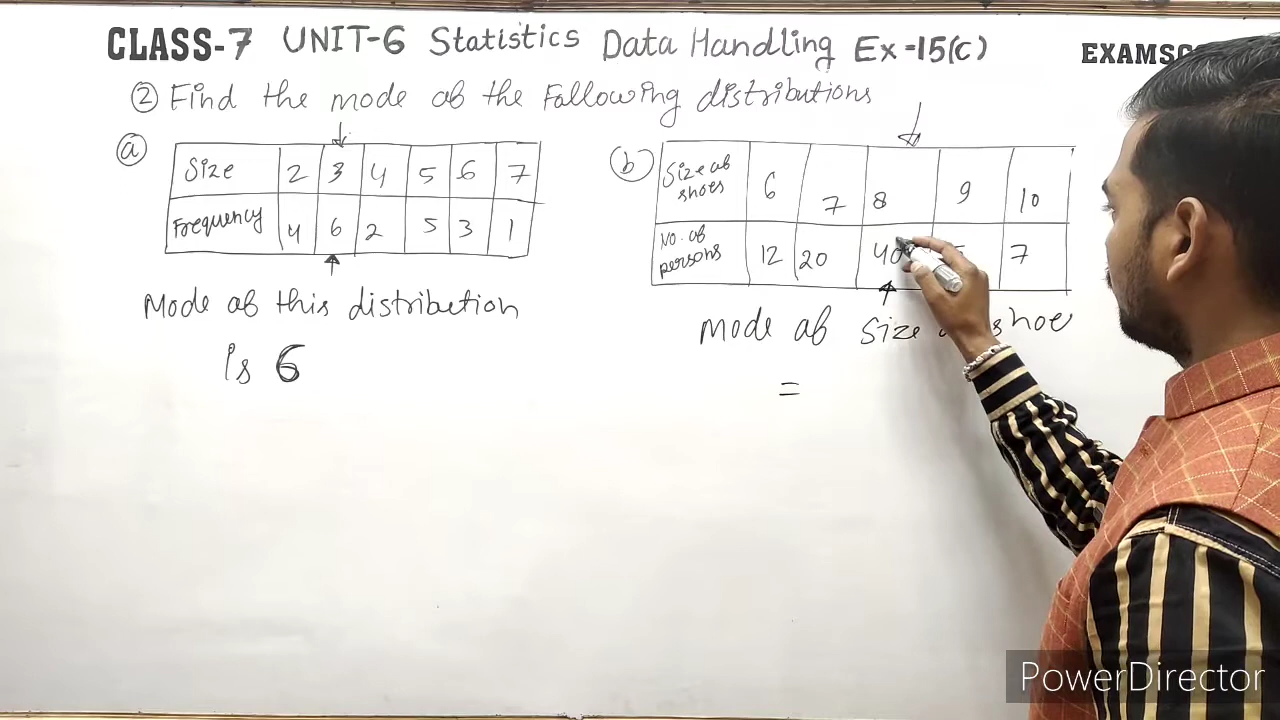 CLASS-7 UNIT-6 Statistics Data Handling Ex-15(C)
② Find the mode of the Following distributions
ⓐ
Size 2 3 4 5 6 7
Frequency 4 6 2 5 3 1
Mode of this distribution
is 6
ⓑ
Size of shoes 6 7 8 9 10
No. of persons 12 20 40 7
Mode of size shoe
=
PowerDirector